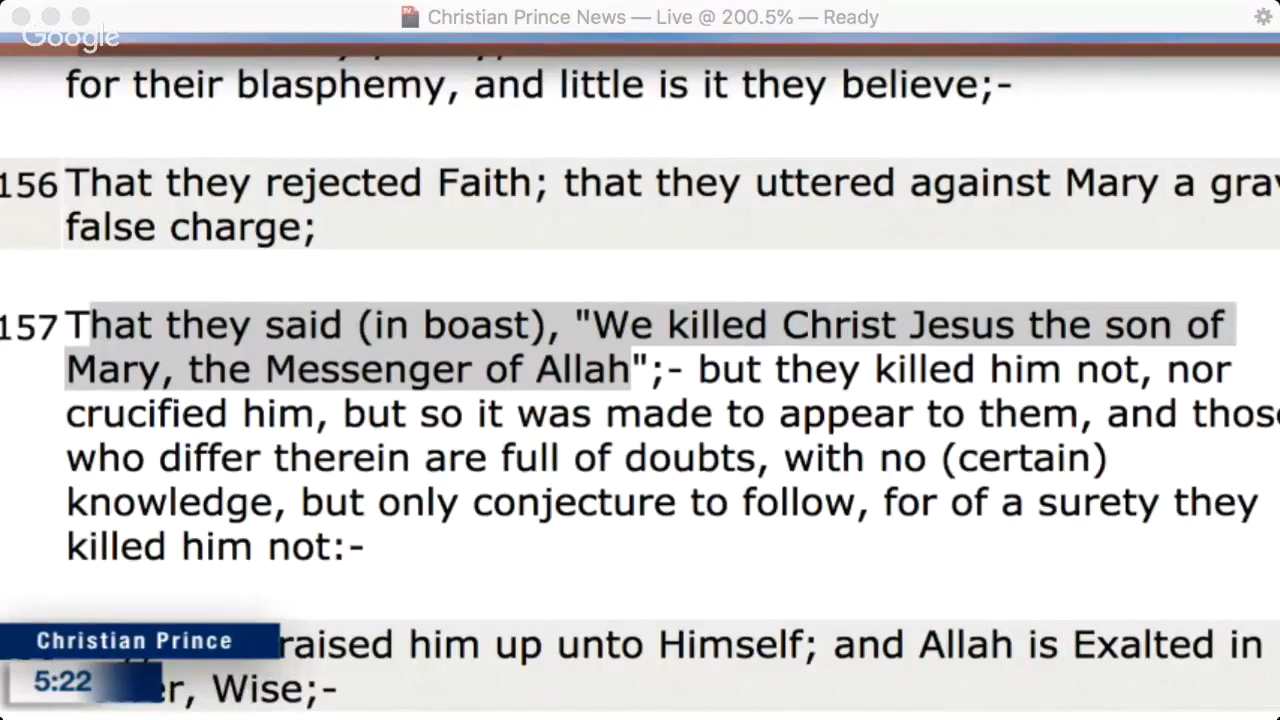 Christian Prince News — Live @ 200.5% — Ready
Google
for their blasphemy, and little is it they believe;-
156 That they rejected Faith; that they uttered against Mary a grav
false charge;
157 That they said (in boast), "We killed Christ Jesus the son of
Mary, the Messenger of Allah";- but they killed him not, nor
crucified him, but so it was made to appear to them, and those
who differ therein are full of doubts, with no (certain)
knowledge, but only conjecture to follow, for of a surety they
killed him not:-
raised him up unto Himself; and Allah is Exalted in
er, Wise;-
Christian Prince
5:22